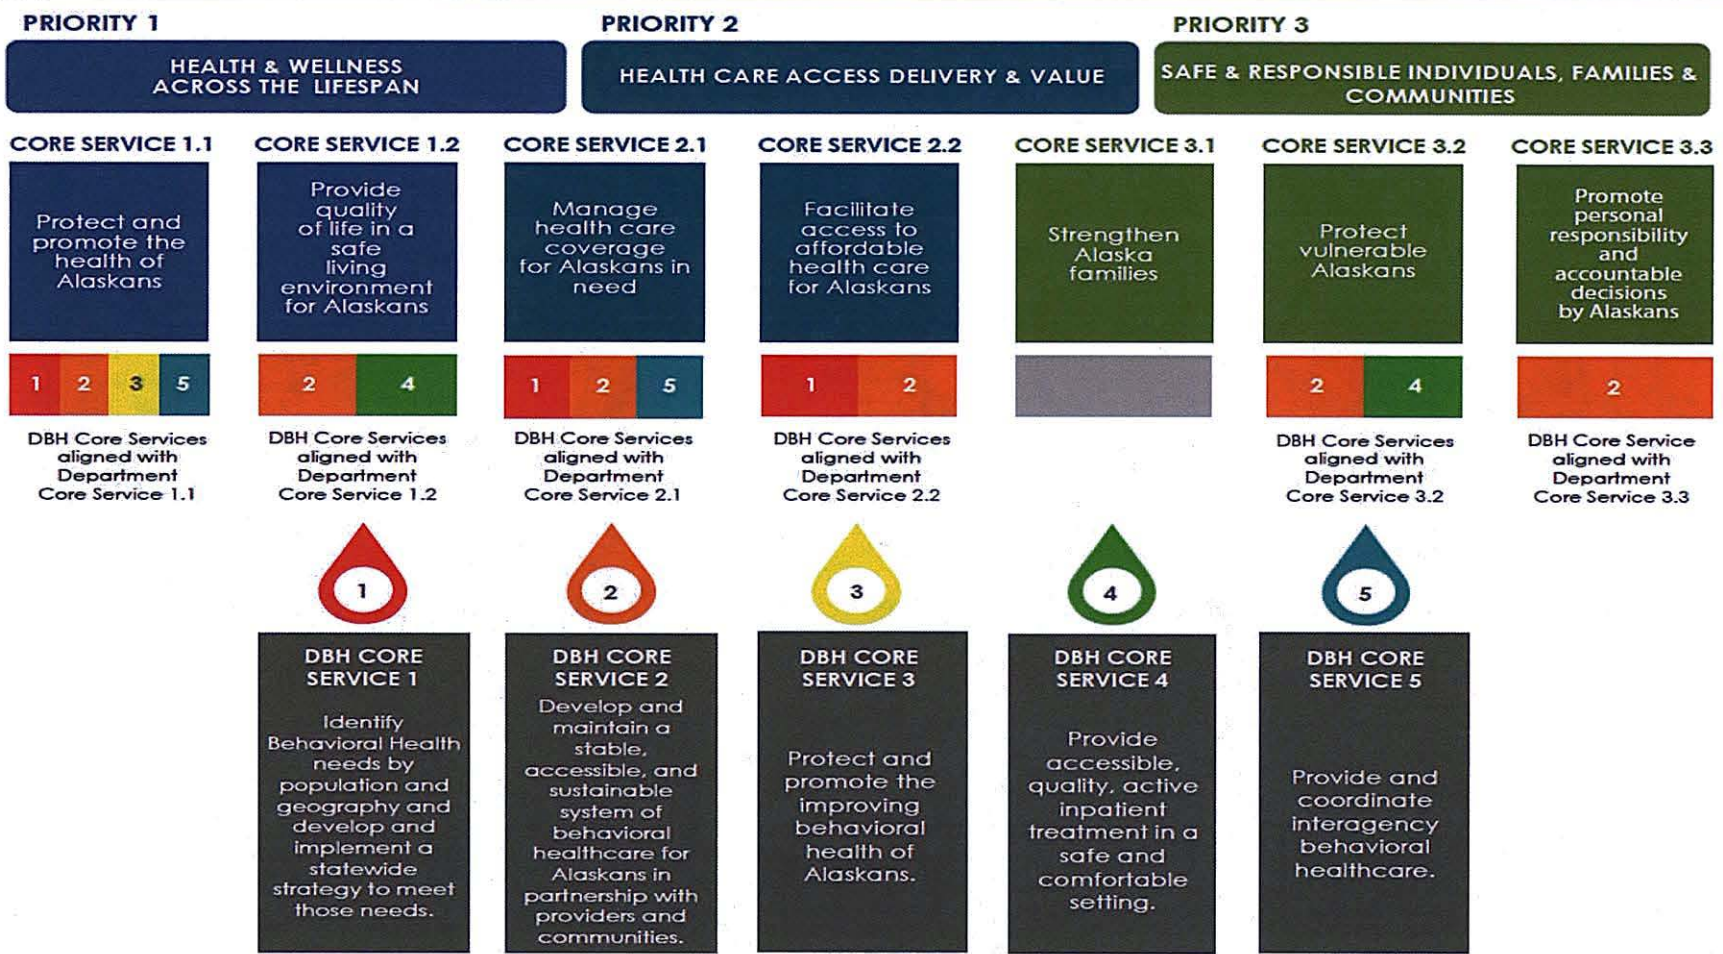 PRIORITY 1
HEALTH & WELLNESS
ACROSS THE LIFESPAN
PRIORITY 2
HEALTH CARE ACCESS DELIVERY & VALUE
PRIORITY 3
SAFE & RESPONSIBLE INDIVIDUALS, FAMILIES &
COMMUNITIES
CORE SERVICE 1.1
Protect and
promote the
health of
Alaskans
1 2 3 5
DBH Core Services
aligned with
Department
Core Service 1.1
CORE SERVICE 1.2
Provide
quality
of life in a
safe
living
environment
for Alaskans
2 4
DBH Core Services
aligned with
Department
Core Service 1.2
CORE SERVICE 2.1
Manage
health care
coverage
for Alaskans in
need
1 2 5
DBH Core Services
aligned with
Department
Core Service 2.1
CORE SERVICE 2.2
Facilitate
access to
affordable
health care
for Alaskans
1 2
DBH Core Services
aligned with
Department
Core Service 2.2
CORE SERVICE 3.1
Strengthen
Alaska
families
CORE SERVICE 3.2
Protect
vulnerable
Alaskans
2 4
DBH Core Services
aligned with
Department
Core Service 3.2
CORE SERVICE 3.3
Promote
personal
responsibility
and
accountable
decisions
by Alaskans
2
DBH Core Service
aligned with
Department
Core Service 3.3
1
DBH CORE
SERVICE 1
Identify
Behavioral Health
needs by
population and
geography and
develop and
implement a
statewide
strategy to meet
those needs.
2
DBH CORE
SERVICE 2
Develop and
maintain a
stable,
accessible, and
sustainable
system of
behavioral
healthcare for
Alaskans in
partnership with
providers and
communities.
3
DBH CORE
SERVICE 3
Protect and
promote the
improving
behavioral
health of
Alaskans.
4
DBH CORE
SERVICE 4
Provide
accessible,
quality, active
inpatient
treatment in a
safe and
comfortable
setting.
5
DBH CORE
SERVICE 5
Provide and
coordinate
interagency
behavioral
healthcare.